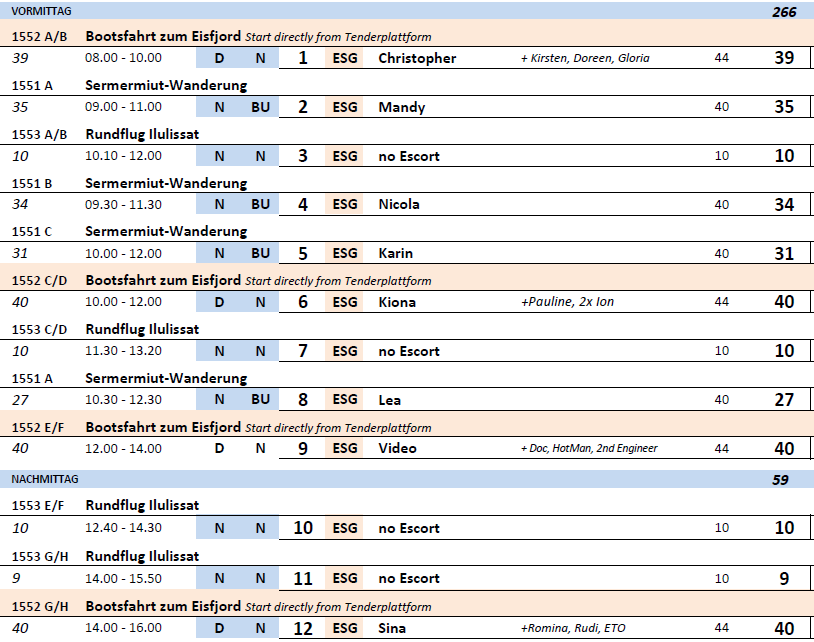 VORMITTAG 266
1552 A/B Bootsfahrt zum Eisfjord Start directly from Tenderplattform
39 08.00 - 10.00 D N 1 ESG Christopher + Kirsten, Doreen, Gloria 44 39
1551 A Sermermiut-Wanderung
35 09.00 - 11.00 N BU 2 ESG Mandy 40 35
1553 A/B Rundflug Ilulissat
10 10.10 - 12.00 N N 3 ESG no Escort 10 10
1551 B Sermermiut-Wanderung
34 09.30 - 11.30 N BU 4 ESG Nicola 40 34
1551 C Sermermiut-Wanderung
31 10.00 - 12.00 N BU 5 ESG Karin 40 31
1552 C/D Bootsfahrt zum Eisfjord Start directly from Tenderplattform
40 10.00 - 12.00 D N 6 ESG Kiona +Pauline, 2x Ion 44 40
1553 C/D Rundflug Ilulissat
10 11.30 - 13.20 N N 7 ESG no Escort 10 10
1551 A Sermermiut-Wanderung
27 10.30 - 12.30 N BU 8 ESG Lea 40 27
1552 E/F Bootsfahrt zum Eisfjord Start directly from Tenderplattform
40 12.00 - 14.00 D N 9 ESG Video + Doc, HotMan, 2nd Engineer 44 40
NACHMITTAG 59
1553 E/F Rundflug Ilulissat
10 12.40 - 14.30 N N 10 ESG no Escort 10 10
1553 G/H Rundflug Ilulissat
9 14.00 - 15.50 N N 11 ESG no Escort 10 9
1552 G/H Bootsfahrt zum Eisfjord Start directly from Tenderplattform
40 14.00 - 16.00 D N 12 ESG Sina +Romina, Rudi, ETO 44 40